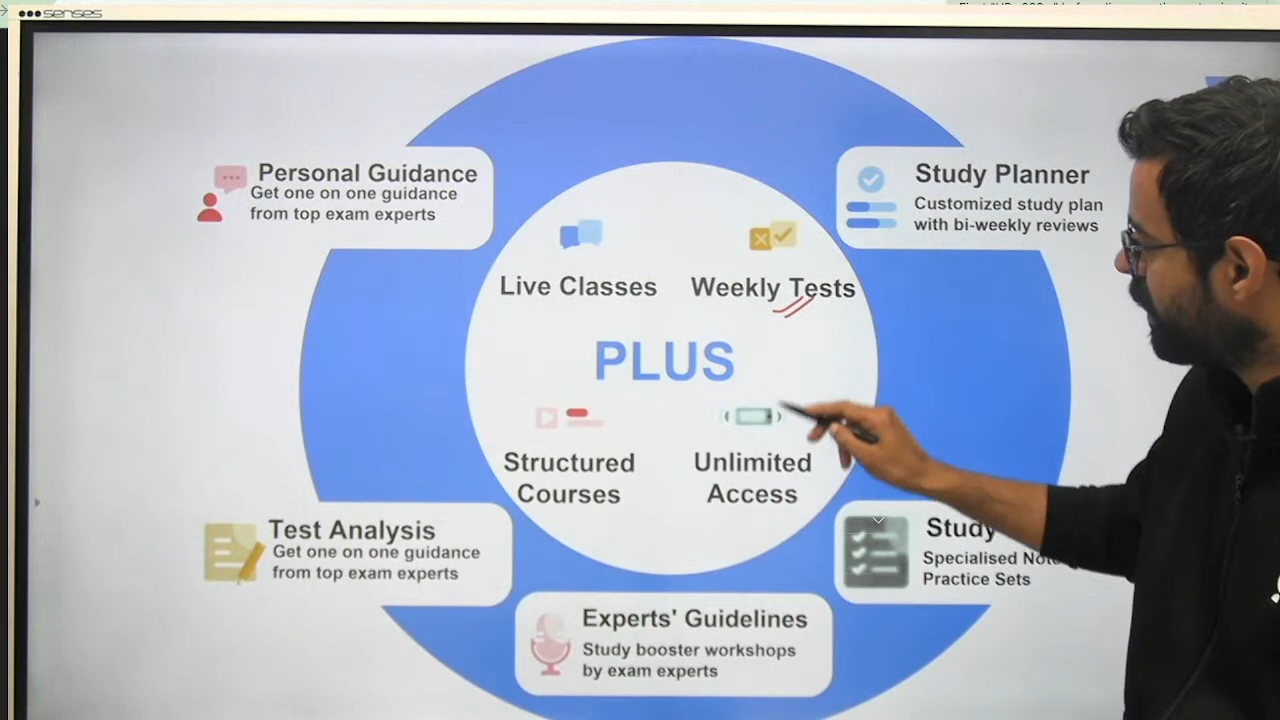 senses
Personal Guidance
Get one on one guidance
from top exam experts
Study Planner
Customized study plan
with bi-weekly reviews
Live Classes
Weekly Tests
PLUS
Structured
Courses
Unlimited
Access
Test Analysis
Get one on one guidance
from top exam experts
Study
Specialised
Practice Sets
Experts' Guidelines
Study booster workshops
by exam experts